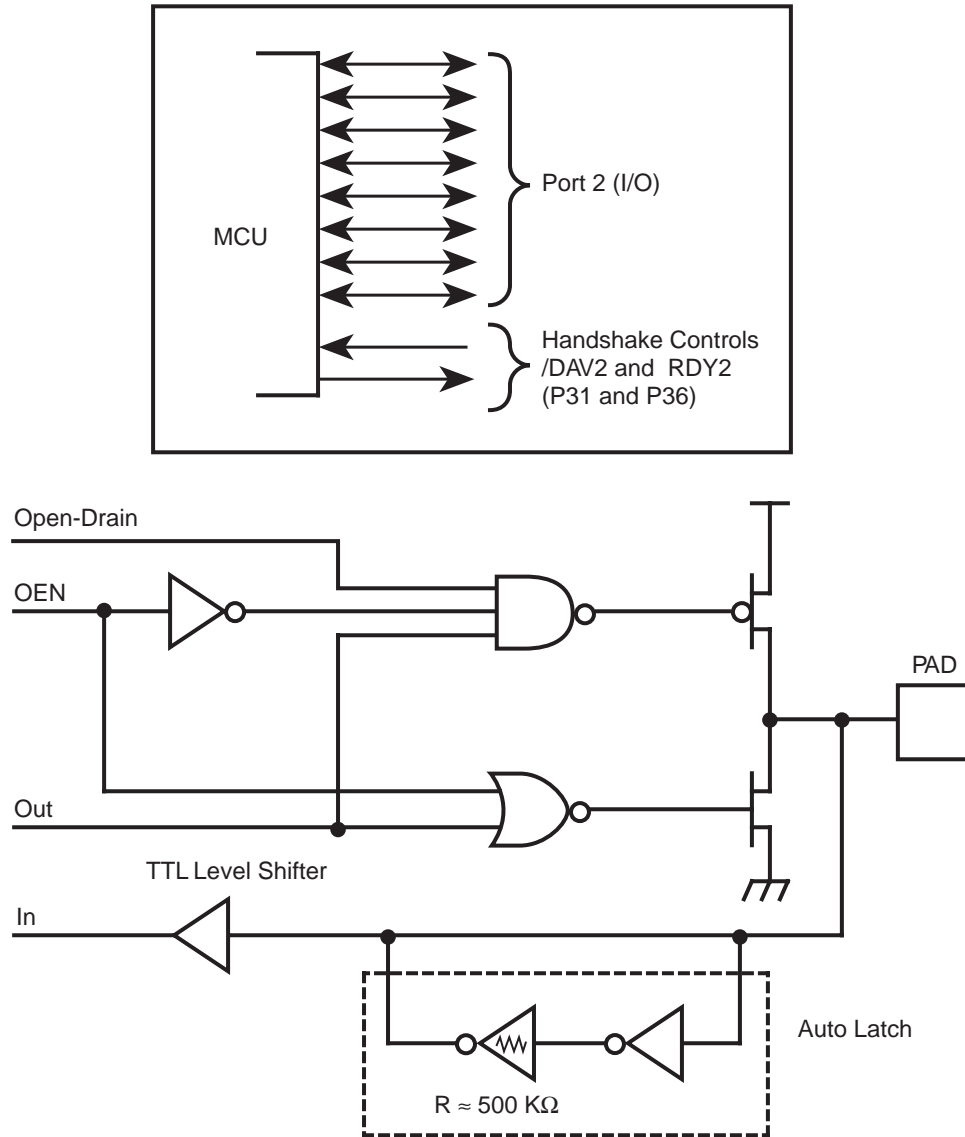 MCU
Port 2 (I/O)
Handshake Controls
/DAV2 and RDY2
(P31 and P36)
Open-Drain
OEN
PAD
Out
TTL Level Shifter
In
Auto Latch
R ≈ 500 KΩ